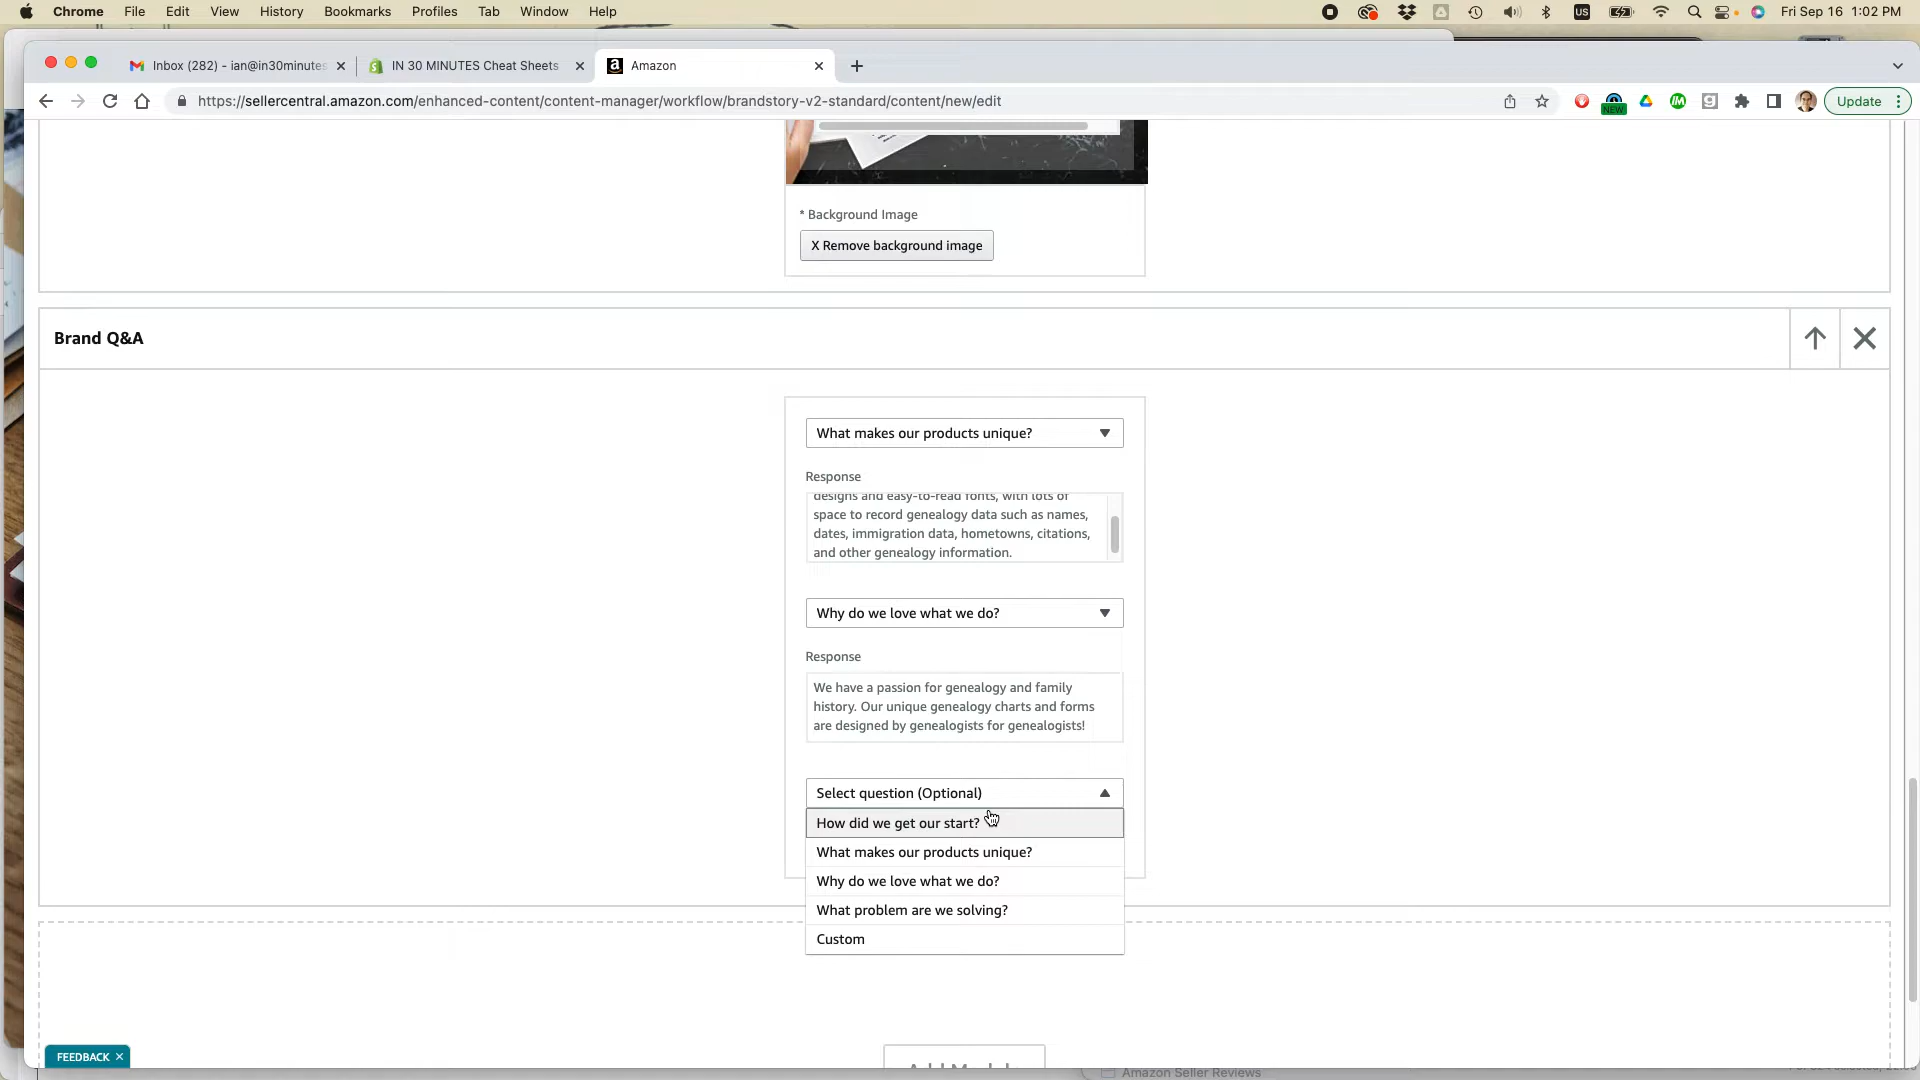 Chrome File Edit View History Bookmarks Profiles Tab Window Help
US
Fri Sep 16 1:02 PM
Inbox (282) - ian@in30minutes
IN 30 MINUTES Cheat Sheets
Amazon
https://sellercentral.amazon.com/enhanced-content/content-manager/workflow/brandstory-v2-standard/content/new/edit
NEW
Update
* Background Image
X Remove background image
Brand Q&A
What makes our products unique?
Response
designs and easy-to-read fonts, with lots of
space to record genealogy data such as names,
dates, immigration data, hometowns, citations,
and other genealogy information.
Why do we love what we do?
Response
We have a passion for genealogy and family
history. Our unique genealogy charts and forms
are designed by genealogists for genealogists!
Select question (Optional)
How did we get our start?
What makes our products unique?
Why do we love what we do?
What problem are we solving?
Custom
FEEDBACK
Amazon Seller Reviews